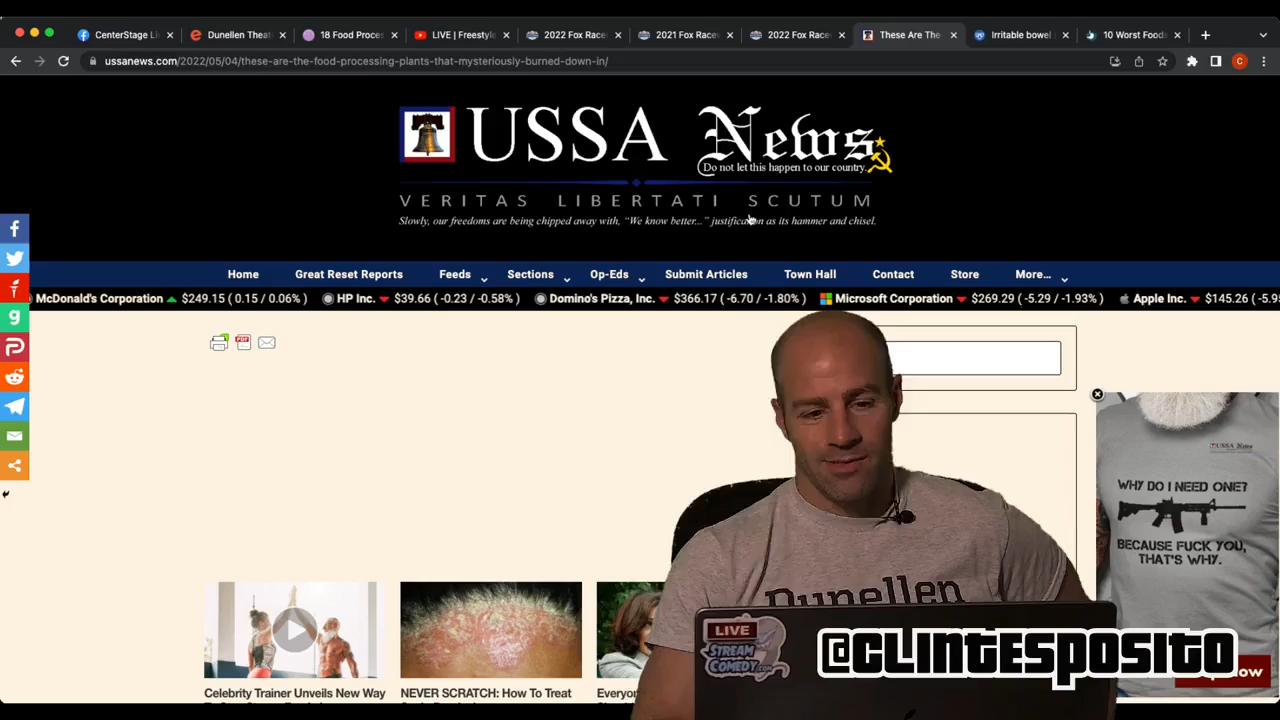 CenterStage Li
Dunellen Theat
18 Food Proces
LIVE | Freestyle
2022 Fox Race
2021 Fox Racev
2022 Fox Race
These Are The
Irritable bowel
10 Worst Foods
ussanews.com/2022/05/04/these-are-the-food-processing-plants-that-mysteriously-burned-down-in/
USSA News
Do not let this happen to our country.
VERITAS LIBERTATI SCUTUM
Slowly, our freedoms are being chipped away with, "We know better..." justification as its hammer and chisel.
Home Great Reset Reports Feeds Sections Op-Eds Submit Articles Town Hall Contact Store More...
McDonald's Corporation $249.15 ( 0.15 / 0.06% ) HP Inc. $39.66 ( -0.23 / -0.58% ) Domino's Pizza, Inc. $366.17 ( -6.70 / -1.80% ) Microsoft Corporation $269.29 ( -5.29 / -1.93% ) Apple Inc. $145.26 ( -5.9
PDF
USSA News
WHY DO I NEED ONE?
BECAUSE FUCK YOU,
THAT'S WHY.
Dunellen
LIVE
STREAM
COMEDY.com
@CLINTESPOSITO
Celebrity Trainer Unveils New Way
NEVER SCRATCH: How To Treat
Everyon